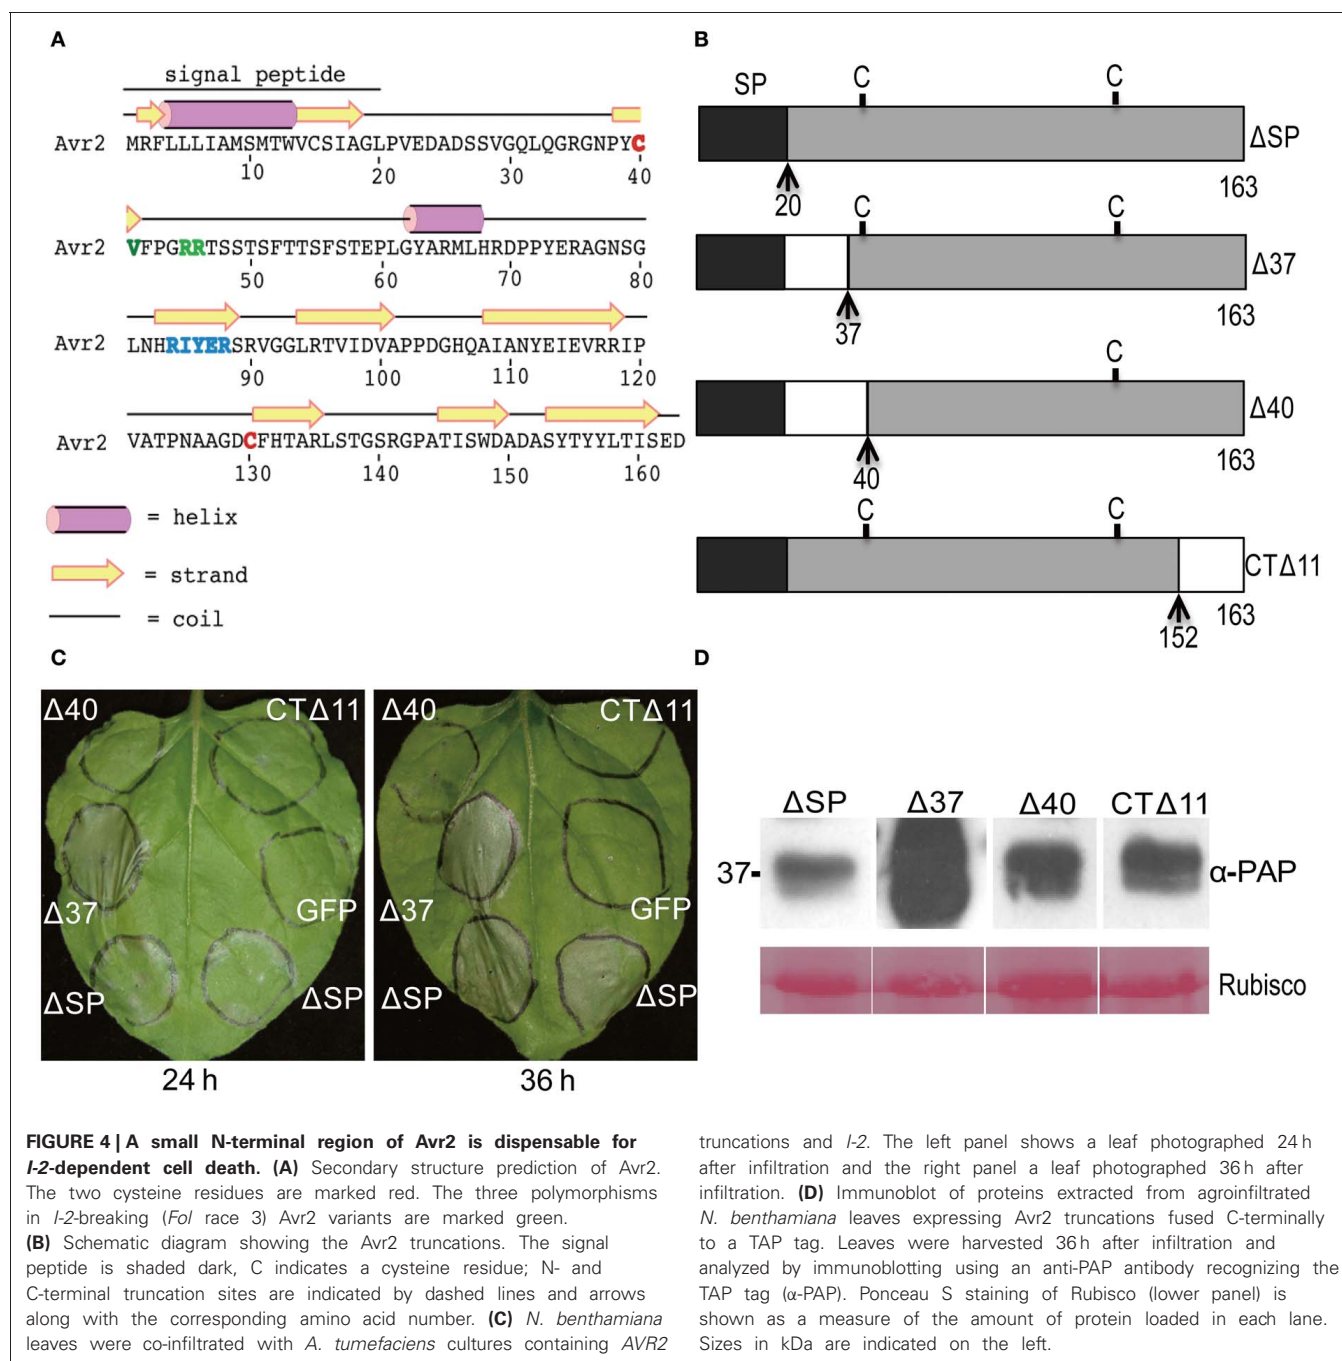 A
signal peptide
Avr2 MRFLLLIAMSMTWVCSIAGLPVEDADSSVGQLQGRGNPYC
10 20 30 40
Avr2 VFPGRRTSSTSFTTSFSTEPLGYARMLHRDPPYERAGNSG
50 60 70 80
Avr2 LNHRIYERSRVGGLRTVIDVAPPDGHQAIANYEIEVRRIP
90 100 110 120
Avr2 VATPNAAGDCFHTARLSTGSRGPATISWDADASYTYYLTISED
130 140 150 160
= helix
= strand
= coil
B
SP C C
ΔSP
20 163
C C
Δ37
37 163
C
Δ40
40 163
C C
CTΔ11
152 163
C
Δ40 CTΔ11
Δ37 GFP
ΔSP ΔSP
24 h
Δ40 CTΔ11
Δ37 GFP
ΔSP ΔSP
36 h
D
ΔSP Δ37 Δ40 CTΔ11
37- α-PAP
Rubisco
FIGURE 4 | A small N-terminal region of Avr2 is dispensable for
I-2-dependent cell death. (A) Secondary structure prediction of Avr2.
The two cysteine residues are marked red. The three polymorphisms
in I-2-breaking (Fol race 3) Avr2 variants are marked green.
(B) Schematic diagram showing the Avr2 truncations. The signal
peptide is shaded dark, C indicates a cysteine residue; N- and
C-terminal truncation sites are indicated by dashed lines and arrows
along with the corresponding amino acid number. (C) N. benthamiana
leaves were co-infiltrated with A. tumefaciens cultures containing AVR2
truncations and I-2. The left panel shows a leaf photographed 24 h
after infiltration and the right panel a leaf photographed 36 h after
infiltration. (D) Immunoblot of proteins extracted from agroinfiltrated
N. benthamiana leaves expressing Avr2 truncations fused C-terminally
to a TAP tag. Leaves were harvested 36 h after infiltration and
analyzed by immunoblotting using an anti-PAP antibody recognizing the
TAP tag (α-PAP). Ponceau S staining of Rubisco (lower panel) is
shown as a measure of the amount of protein loaded in each lane.
Sizes in kDa are indicated on the left.